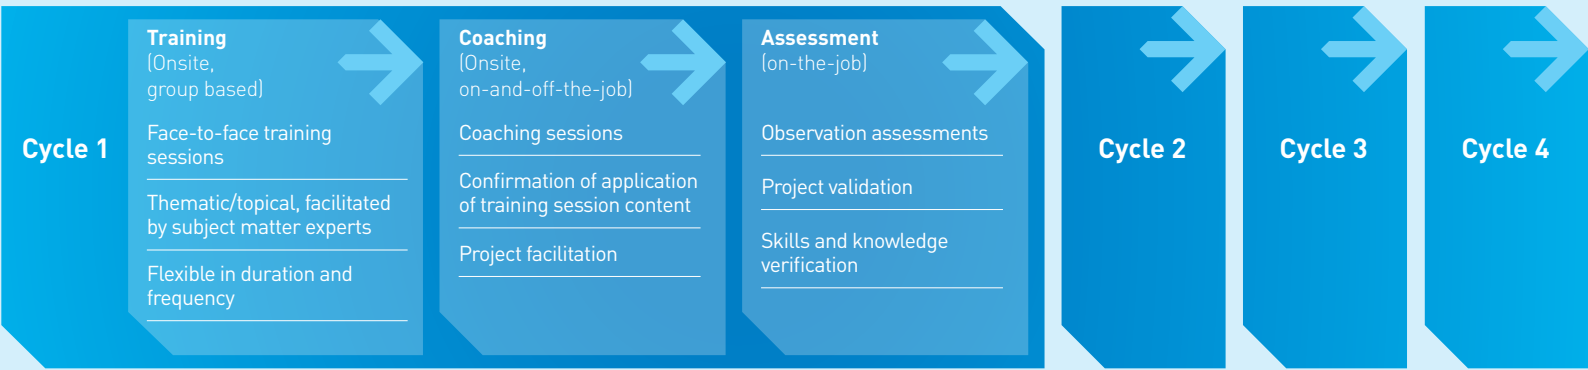 Cycle 1
Training
(Onsite,
group based)
Face-to-face training
sessions
Thematic/topical, facilitated
by subject matter experts
Flexible in duration and
frequency
Coaching
(Onsite,
on-and-off-the-job)
Coaching sessions
Confirmation of application
of training session content
Project facilitation
Assessment
(on-the-job)
Observation assessments
Project validation
Skills and knowledge
verification
Cycle 2
Cycle 3
Cycle 4